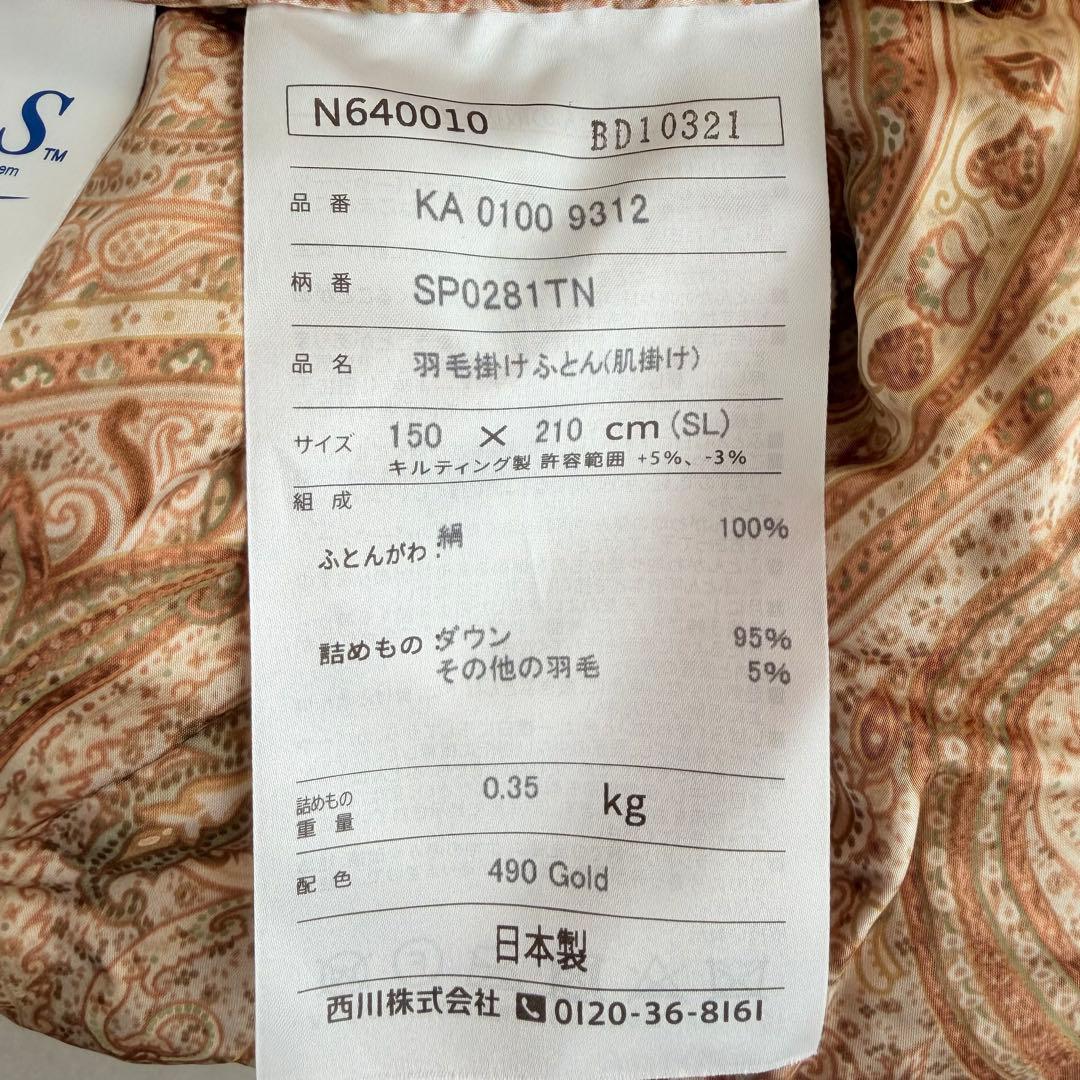 S™
em
N640010 BD10321
品番 KA 0100 9312
柄番 SP0281TN
品名 羽毛掛けふとん(肌掛け)
サイズ 150 × 210 cm (SL)
キルティング製 許容範囲 +5%、-3%
組成
ふとんがわ: 絹 100%
詰めもの: ダウン 95%
その他の羽毛 5%
詰めもの
重量 0.35 kg
配色 490 Gold
日本製
西川株式会社 0120-36-8161